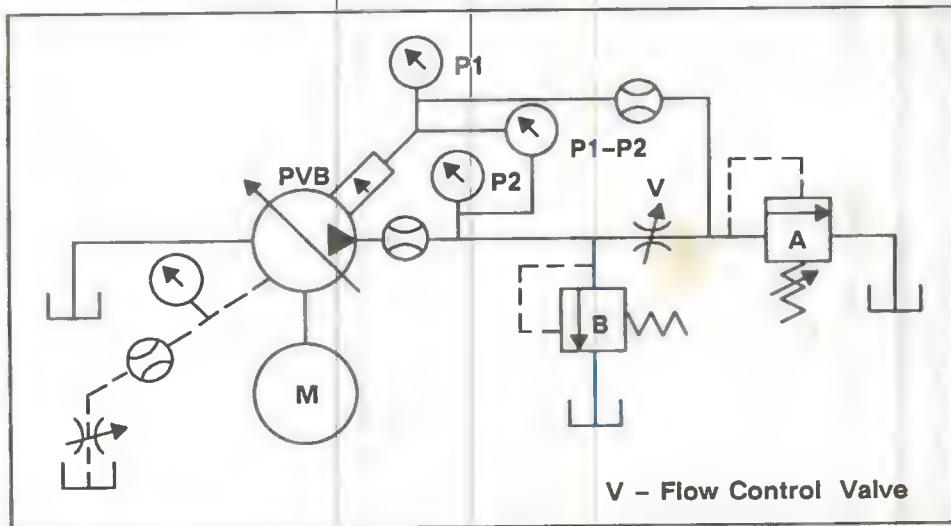 P1
PVB
P1-P2
P2
V
A
B
M
V - Flow Control Valve